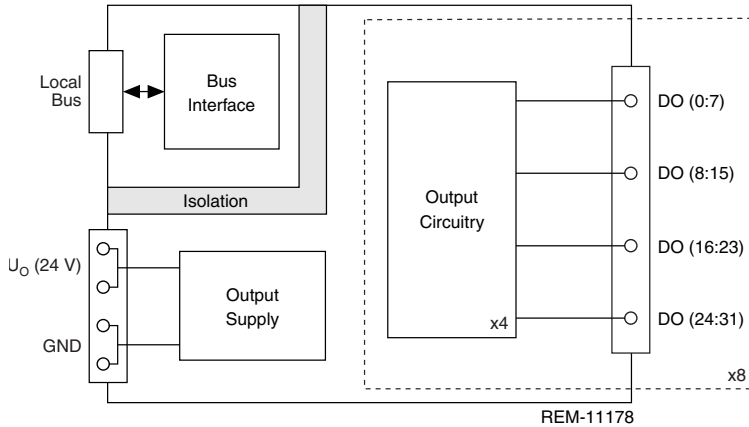 Local
Bus
Bus
Interface
Isolation
U_O (24 V)
GND
Output
Supply
Output
Circuitry
x4
DO (0:7)
DO (8:15)
DO (16:23)
DO (24:31)
x8
REM-11178